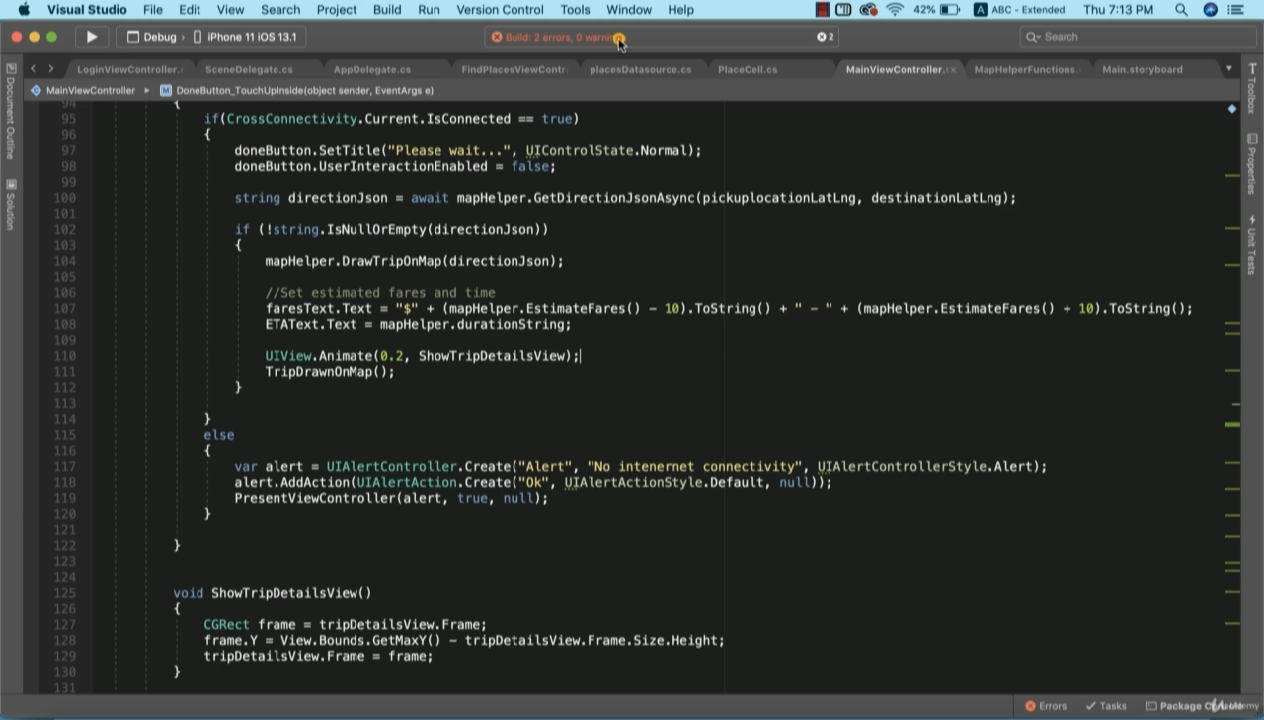 Visual Studio File Edit View Search Project Build Run Version Control Tools Window Help 42% A ABC - Extended Thu 7:13 PM
Debug › iPhone 11 iOS 13.1 Build: 2 errors, 0 2 Search
LoginViewController. SceneDelegate.cs AppDelegate.cs FindPlacesViewContr placesDatasource.cs PlaceCell.cs MainViewController. MapHelperFunctions. Main.storyboard
MainViewController ▸ M DoneButton_TouchUpInside(object sender, EventArgs e)
Document Outline
Solution
Toolbox
Properties
Unit Tests
94 {
95 if(CrossConnectivity.Current.IsConnected == true)
96 {
97 doneButton.SetTitle("Please wait...", UIControlState.Normal);
98 doneButton.UserInteractionEnabled = false;
99
100 string directionJson = await mapHelper.GetDirectionJsonAsync(pickuplocationLatLng, destinationLatLng);
101
102 if (!string.IsNullOrEmpty(directionJson))
103 {
104 mapHelper.DrawTripOnMap(directionJson);
105
106 //Set estimated fares and time
107 faresText.Text = "$" + (mapHelper.EstimateFares() - 10).ToString() + " - " + (mapHelper.EstimateFares() + 10).ToString();
108 ETAText.Text = mapHelper.durationString;
109
110 UIView.Animate(0.2, ShowTripDetailsView);
111 TripDrawnOnMap();
112 }
113
114 }
115 else
116 {
117 var alert = UIAlertController.Create("Alert", "No intenernet connectivity", UIAlertControllerStyle.Alert);
118 alert.AddAction(UIAlertAction.Create("Ok", UIAlertActionStyle.Default, null));
119 PresentViewController(alert, true, null);
120 }
121
122 }
123
124
125 void ShowTripDetailsView()
126 {
127 CGRect frame = tripDetailsView.Frame;
128 frame.Y = View.Bounds.GetMaxY() - tripDetailsView.Frame.Size.Height;
129 tripDetailsView.Frame = frame;
130 }
131
Errors Tasks Package